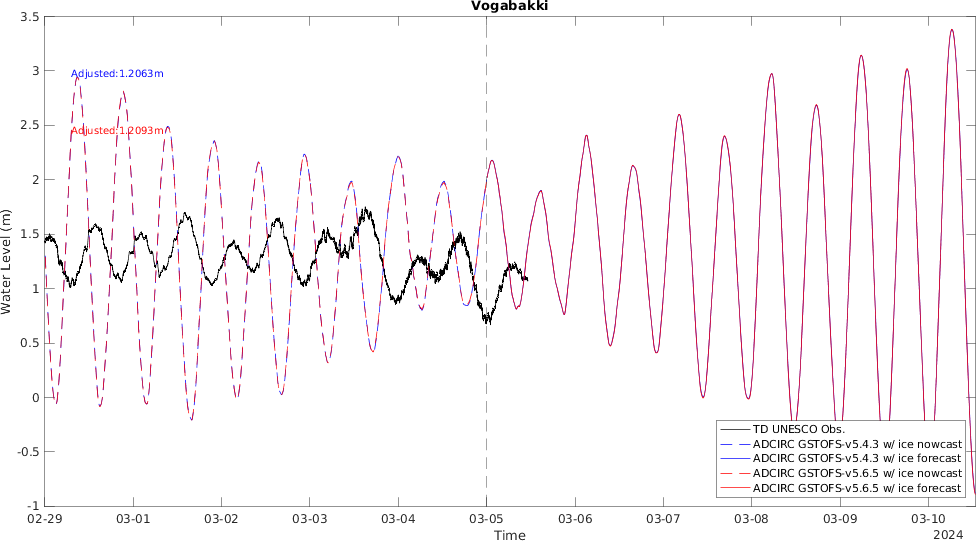 Vogabakki
3.5
3
2.5
2
1.5
1
0.5
0
-0.5
-1
Water Level (m)
Adjusted:1.2063m
Adjusted:1.2093m
TD UNESCO Obs.
ADCIRC GSTOFS-v5.4.3 w/ ice nowcast
ADCIRC GSTOFS-v5.4.3 w/ ice forecast
ADCIRC GSTOFS-v5.6.5 w/ ice nowcast
ADCIRC GSTOFS-v5.6.5 w/ ice forecast
02-29 03-01 03-02 03-03 03-04 03-05 03-06 03-07 03-08 03-09 03-10
Time
2024